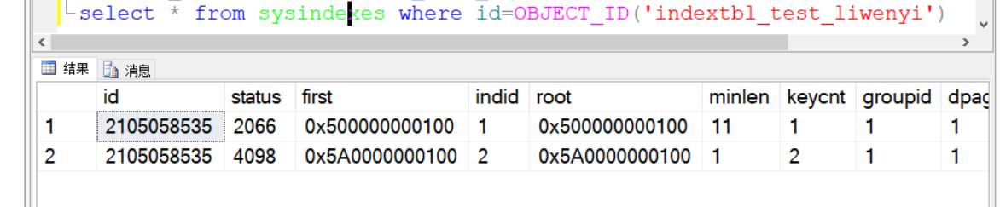 select * from sysindexes where id=OBJECT_ID('indextbl_test_liwenyi')
结果 消息
id status first indid root minlen keycnt groupid dpag
1 2105058535 2066 0x500000000100 1 0x500000000100 11 1 1 1
2 2105058535 4098 0x5A0000000100 2 0x5A0000000100 1 2 1 1